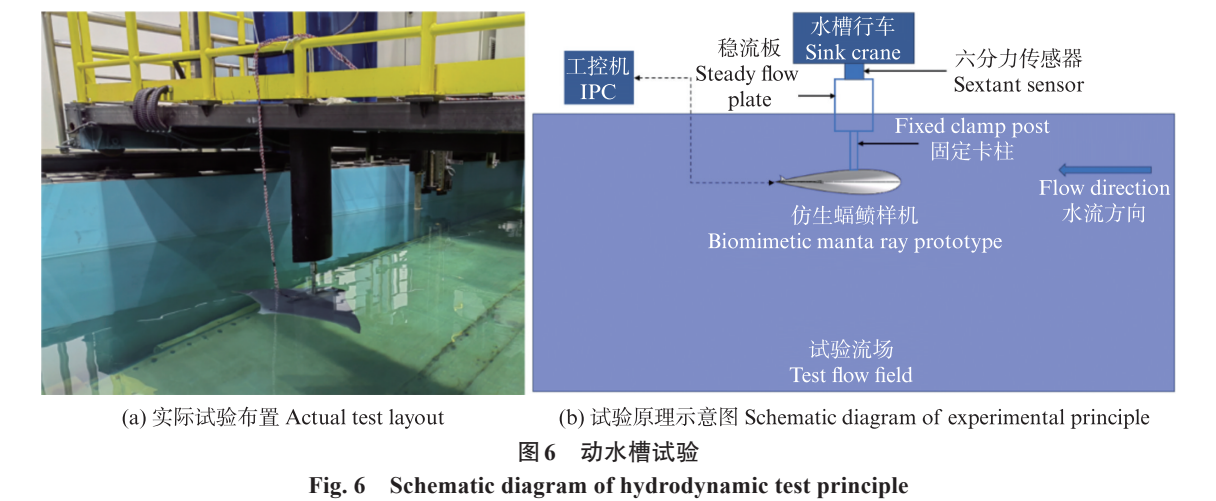 水槽行车
Sink crane
稳流板
Steady flow
plate
工控机
IPC
六分力传感器
Sextant sensor
Fixed clamp post
固定卡柱
Flow direction
水流方向
仿生蝠鲼样机
Biomimetic manta ray prototype
试验流场
Test flow field
(a) 实际试验布置 Actual test layout
(b) 试验原理示意图 Schematic diagram of experimental principle
图6 动水槽试验
Fig. 6 Schematic diagram of hydrodynamic test principle